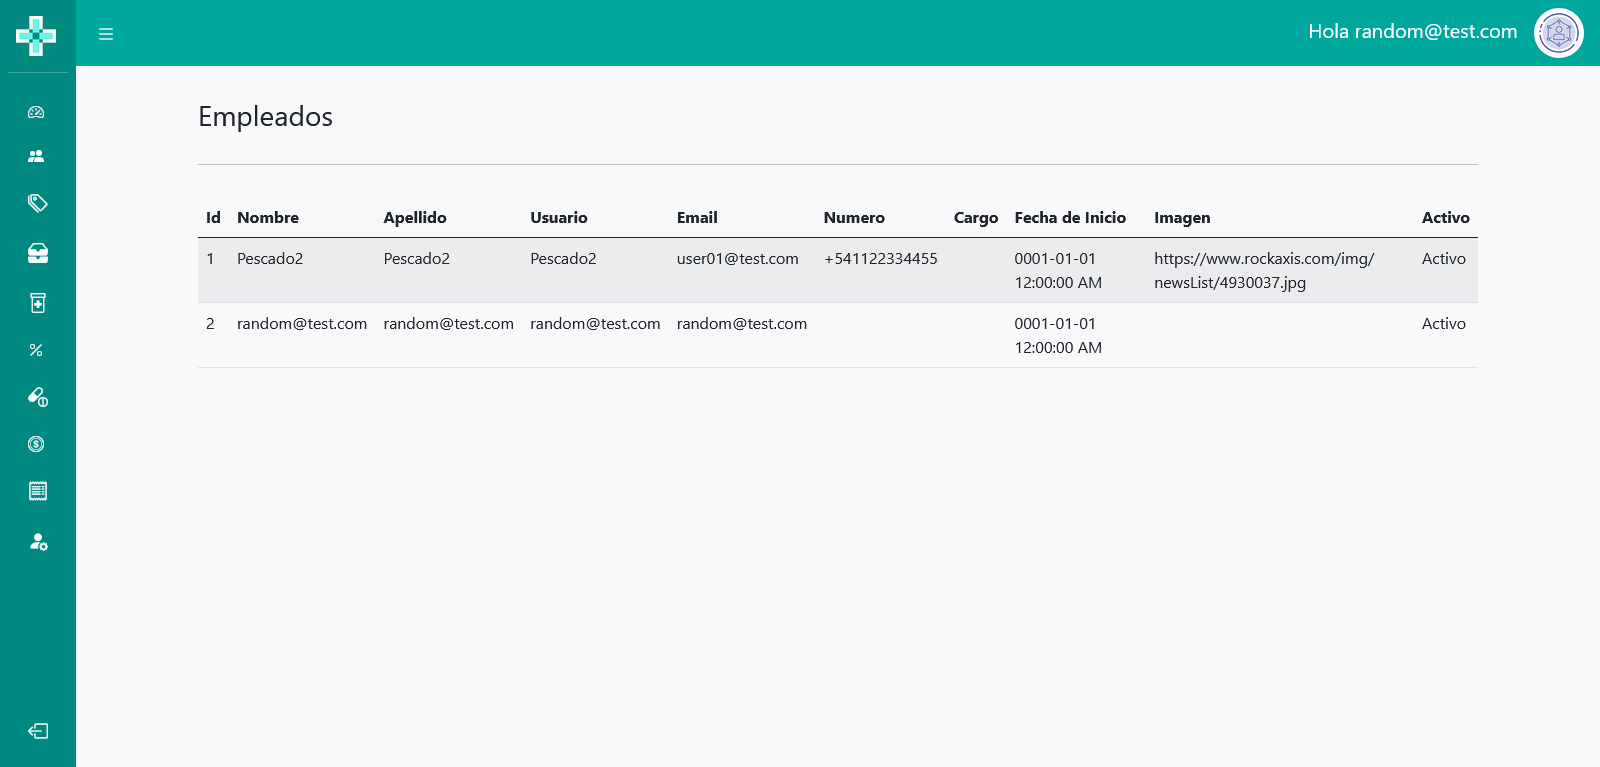 Hola random@test.com
Empleados
Id Nombre Apellido Usuario Email Numero Cargo Fecha de Inicio Imagen Activo
1 Pescado2 Pescado2 Pescado2 user01@test.com +541122334455 0001-01-01 https://www.rockaxis.com/img/ Activo
12:00:00 AM newsList/4930037.jpg
2 random@test.com random@test.com random@test.com random@test.com 0001-01-01 Activo
12:00:00 AM